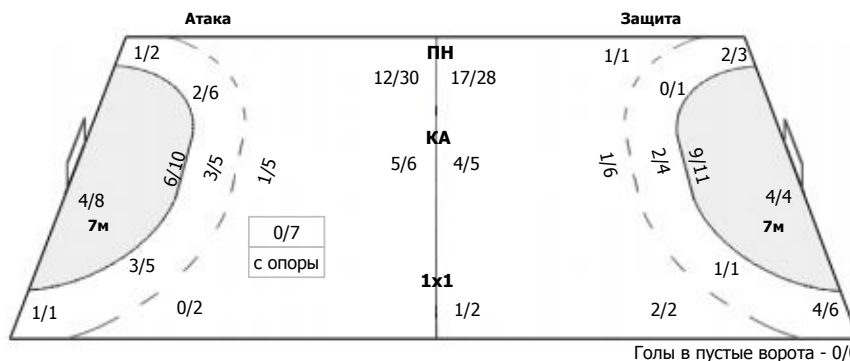 Атака Защита
1/2 ПН 1/1 2/3
12/30 17/28
2/6 0/1
КА
6/10 3/5 1/5 5/6 4/5 1/6 2/4 9/11
4/8 4/4
7м 7м
0/7
с опоры
3/5 1/1
1х1
1/1 0/2 1/2 2/2 4/6
Голы в пустые ворота - 0/